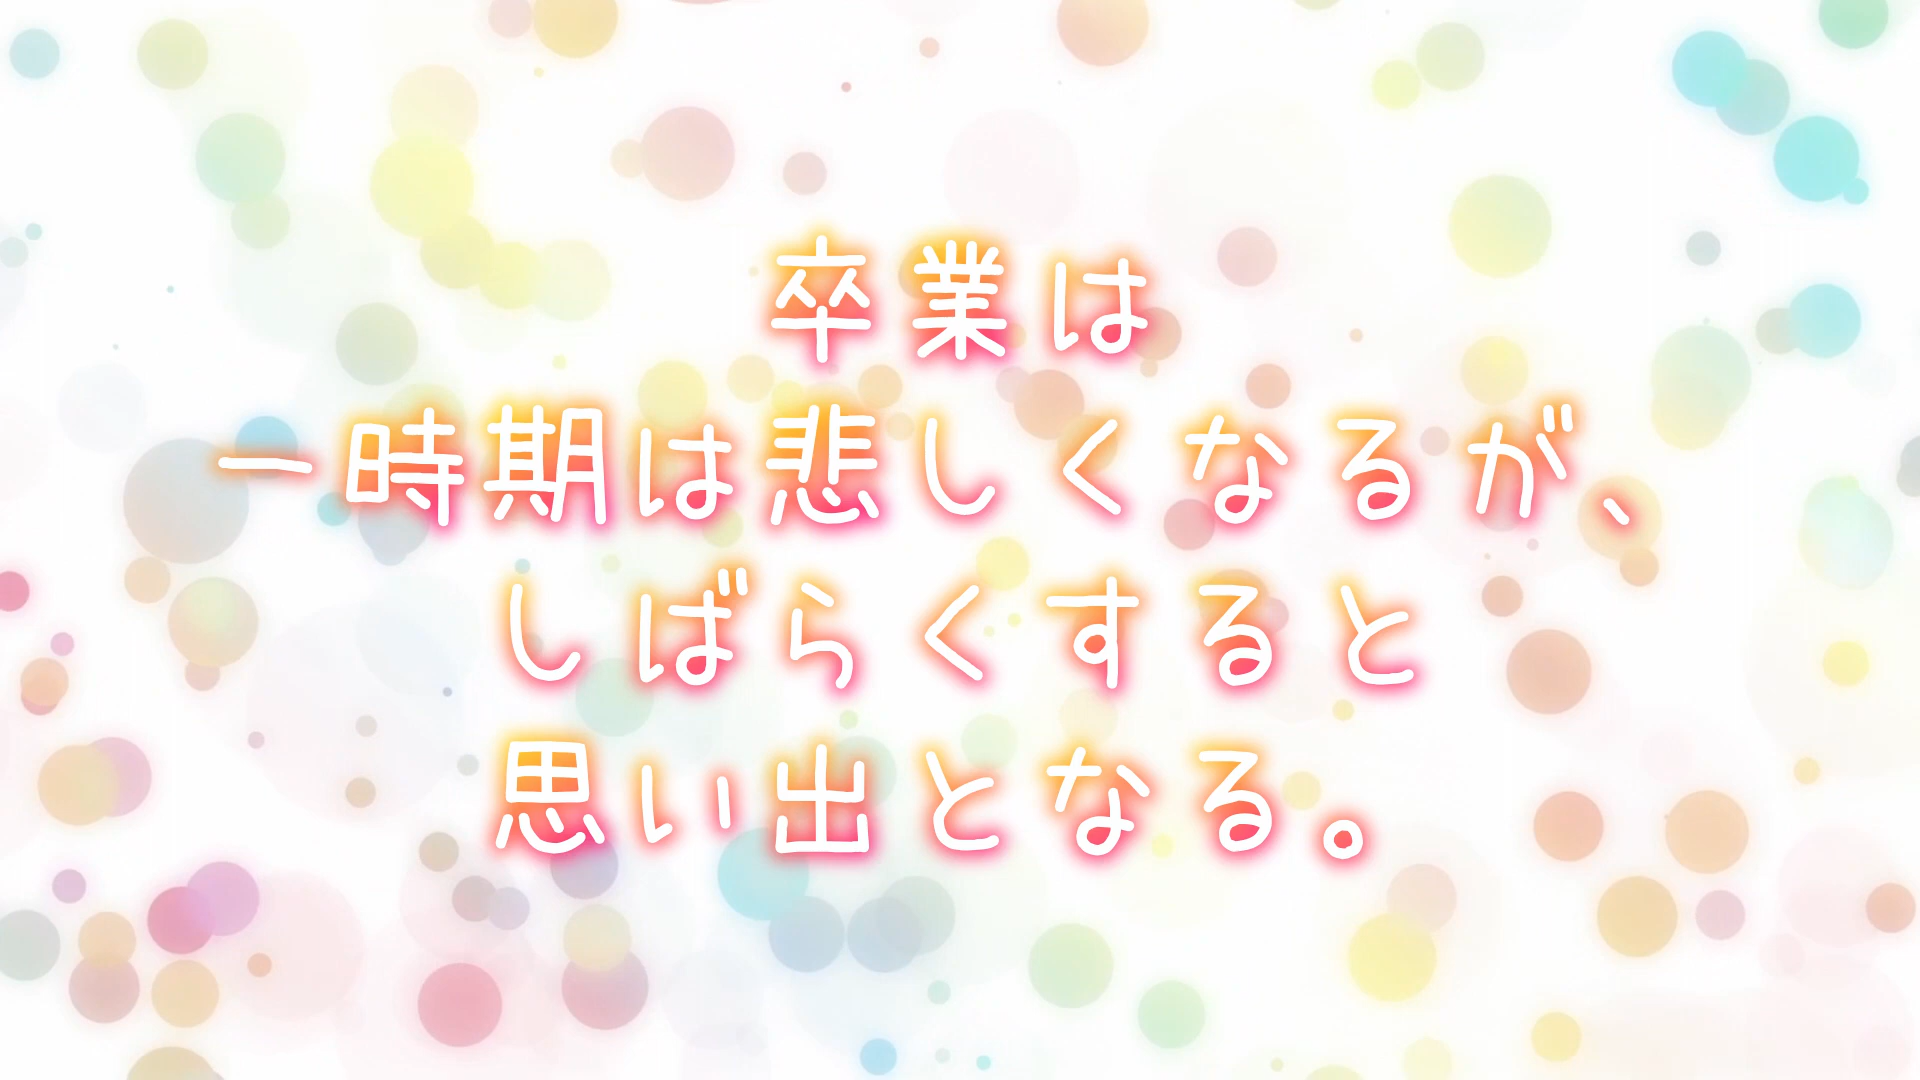 卒業は
一時期は悲しくなるが、
しばらくすると
思い出となる。